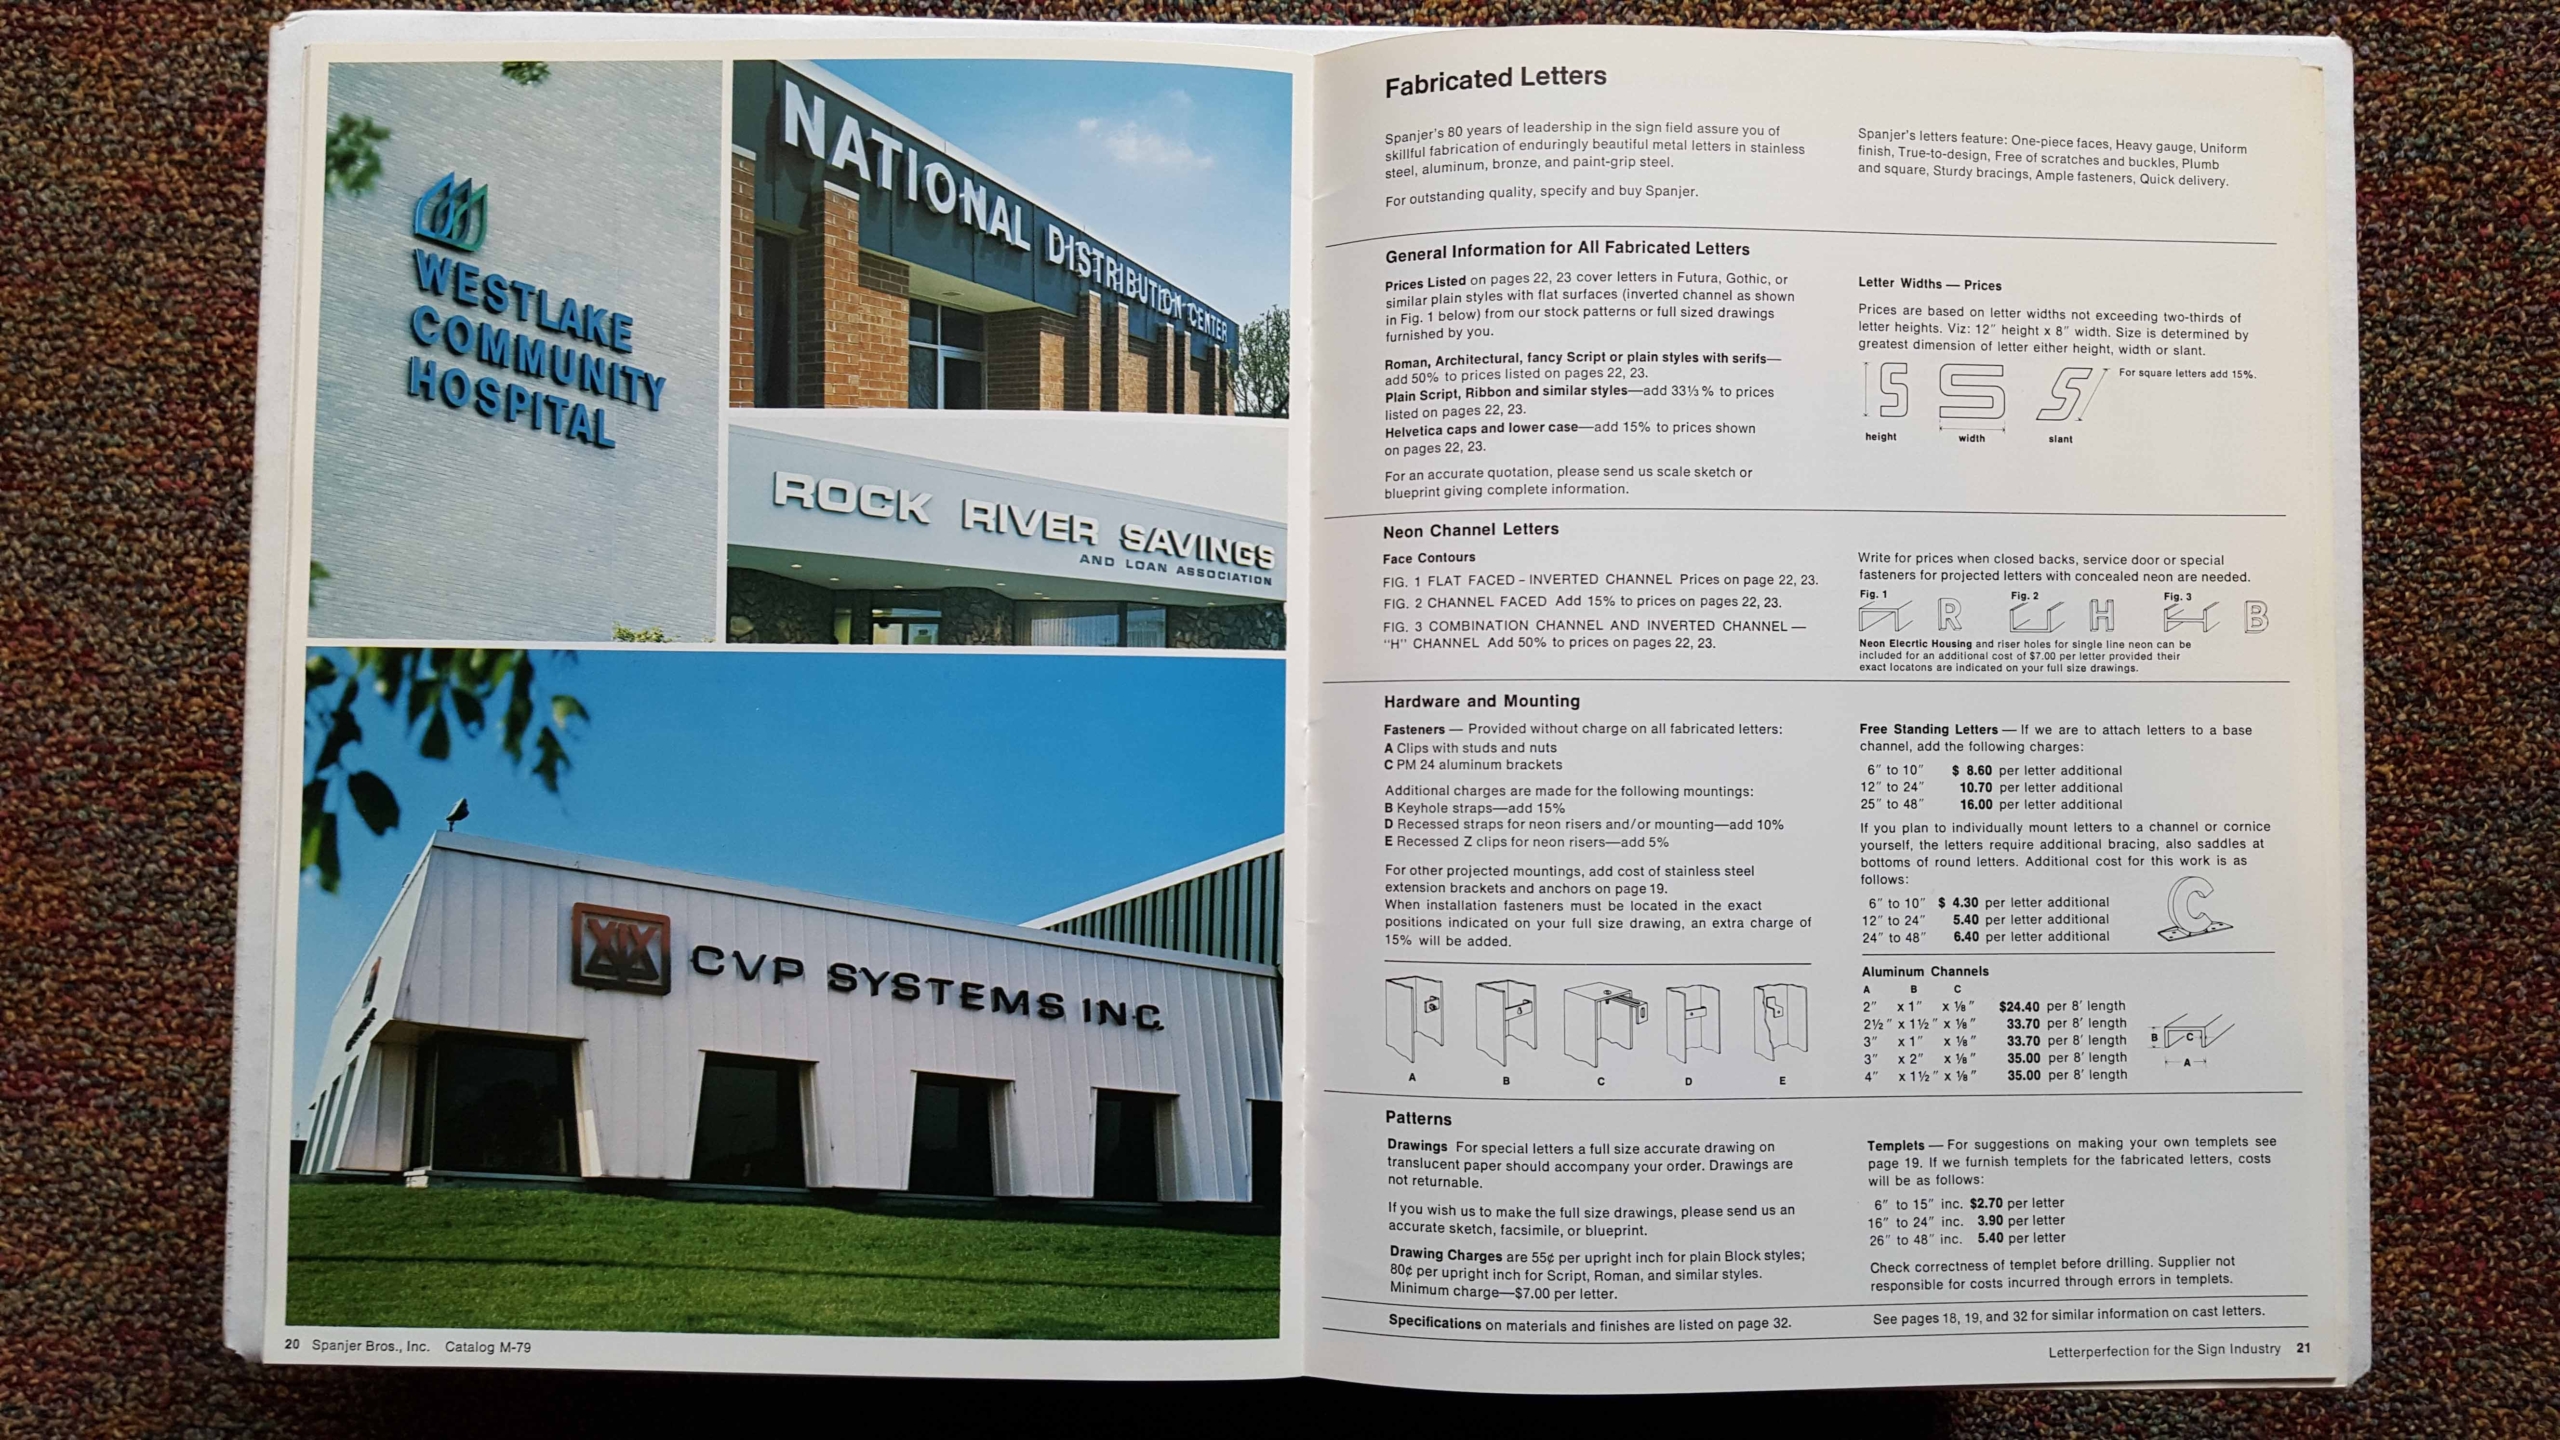 WESTLAKE
COMMUNITY
HOSPITAL
NATIONAL DISTRIBUTION CENTER
ROCK RIVER SAVINGS
AND LOAN ASSOCIATION
CVP SYSTEMS INC.
20 Spanjer Bros., Inc. Catalog M-79
Fabricated Letters
Spanjer's 80 years of leadership in the sign field assure you of
skillful fabrication of enduringly beautiful metal letters in stainless
steel, aluminum, bronze, and paint-grip steel.
For outstanding quality, specify and buy Spanjer.
Spanjer's letters feature: One-piece faces, Heavy gauge, Uniform
finish, True-to-design, Free of scratches and buckles, Plumb
and square, Sturdy bracings, Ample fasteners, Quick delivery.
General Information for All Fabricated Letters
Prices Listed on pages 22, 23 cover letters in Futura, Gothic, or
similar plain styles with flat surfaces (inverted channel as shown
in Fig. 1 below) from our stock patterns or full sized drawings
furnished by you.
Roman, Architectural, fancy Script or plain styles with serifs—
add 50% to prices listed on pages 22, 23.
Plain Script, Ribbon and similar styles—add 33⅓% to prices
listed on pages 22, 23.
Helvetica caps and lower case—add 15% to prices shown
on pages 22, 23.
For an accurate quotation, please send us scale sketch or
blueprint giving complete information.
Letter Widths — Prices
Prices are based on letter widths not exceeding two-thirds of
letter heights. Viz: 12" height x 8" width. Size is determined by
greatest dimension of letter either height, width or slant.
S S S For square letters add 15%.
height width slant
Neon Channel Letters
Face Contours
FIG. 1 FLAT FACED – INVERTED CHANNEL Prices on page 22, 23.
FIG. 2 CHANNEL FACED Add 15% to prices on pages 22, 23.
FIG. 3 COMBINATION CHANNEL AND INVERTED CHANNEL—
"H" CHANNEL Add 50% to prices on pages 22, 23.
Write for prices when closed backs, service door or special
fasteners for projected letters with concealed neon are needed.
Fig. 1 Fig. 2 Fig. 3
R H B
Neon Elecrtic Housing and riser holes for single line neon can be
included for an additional cost of $7.00 per letter provided their
exact locatons are indicated on your full size drawings.
Hardware and Mounting
Fasteners — Provided without charge on all fabricated letters:
A Clips with studs and nuts
C PM 24 aluminum brackets
Additional charges are made for the following mountings:
B Keyhole straps—add 15%
D Recessed straps for neon risers and/or mounting—add 10%
E Recessed Z clips for neon risers—add 5%
For other projected mountings, add cost of stainless steel
extension brackets and anchors on page 19.
When installation fasteners must be located in the exact
positions indicated on your full size drawing, an extra charge of
15% will be added.
A B C D E
Free Standing Letters — If we are to attach letters to a base
channel, add the following charges:
6" to 10" $ 8.60 per letter additional
12" to 24" 10.70 per letter additional
25" to 48" 16.00 per letter additional
If you plan to individually mount letters to a channel or cornice
yourself, the letters require additional bracing, also saddles at
bottoms of round letters. Additional cost for this work is as
follows:
6" to 10" $ 4.30 per letter additional
12" to 24" 5.40 per letter additional
24" to 48" 6.40 per letter additional
C
Aluminum Channels
A B C
2" x 1" x ⅛" $24.40 per 8' length
2½" x 1½" x ⅛" 33.70 per 8' length
3" x 1" x ⅛" 33.70 per 8' length
3" x 2" x ⅛" 35.00 per 8' length
4" x 1½" x ⅛" 35.00 per 8' length
B C
A
Patterns
Drawings For special letters a full size accurate drawing on
translucent paper should accompany your order. Drawings are
not returnable.
If you wish us to make the full size drawings, please send us an
accurate sketch, facsimile, or blueprint.
Drawing Charges are 55¢ per upright inch for plain Block styles;
80¢ per upright inch for Script, Roman, and similar styles.
Minimum charge—$7.00 per letter.
Templets — For suggestions on making your own templets see
page 19. If we furnish templets for the fabricated letters, costs
will be as follows:
6" to 15" inc. $2.70 per letter
16" to 24" inc. 3.90 per letter
26" to 48" inc. 5.40 per letter
Check correctness of templet before drilling. Supplier not
responsible for costs incurred through errors in templets.
Specifications on materials and finishes are listed on page 32.
See pages 18, 19, and 32 for similar information on cast letters.
Letterperfection for the Sign Industry 21